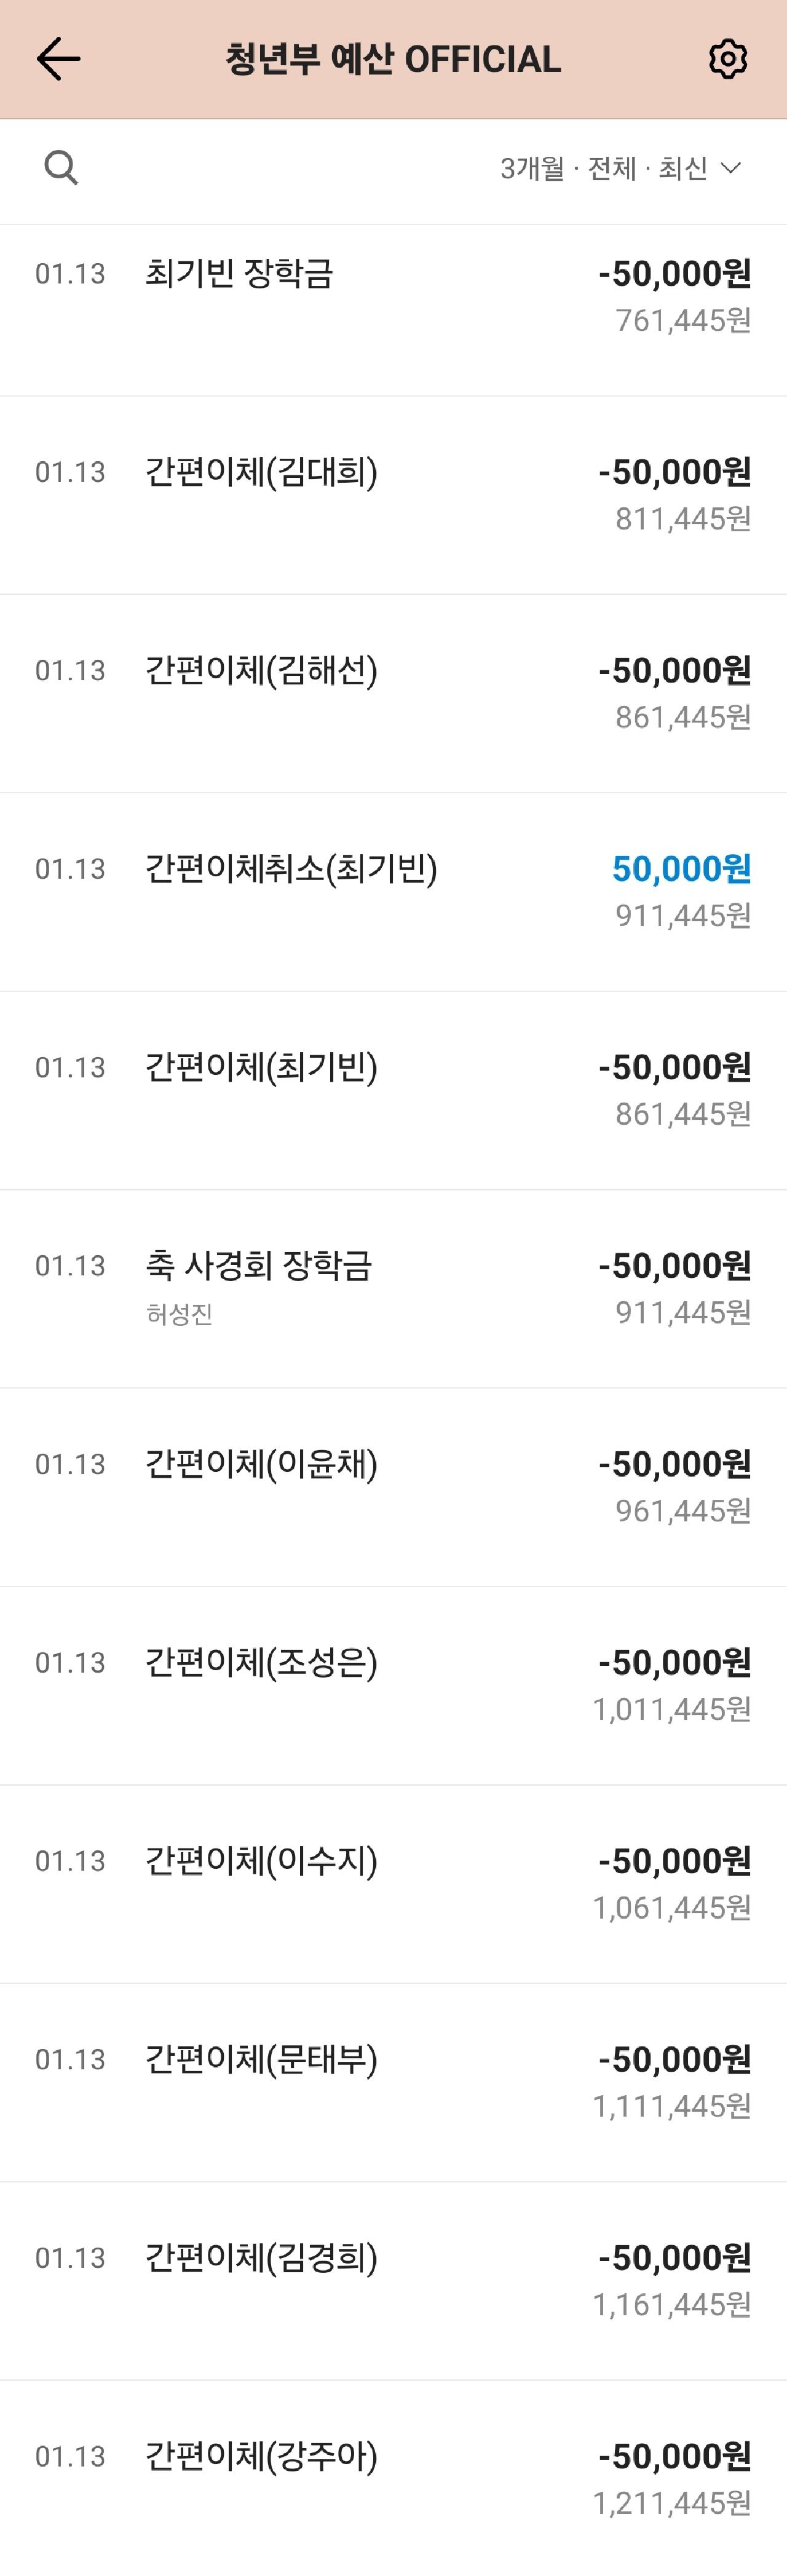 청년부 예산 OFFICIAL
3개월 · 전체 · 최신
01.13 최기빈 장학금 -50,000원
761,445원
01.13 간편이체(김대희) -50,000원
811,445원
01.13 간편이체(김해선) -50,000원
861,445원
01.13 간편이체취소(최기빈) 50,000원
911,445원
01.13 간편이체(최기빈) -50,000원
861,445원
01.13 축 사경회 장학금 -50,000원
허성진 911,445원
01.13 간편이체(이윤채) -50,000원
961,445원
01.13 간편이체(조성은) -50,000원
1,011,445원
01.13 간편이체(이수지) -50,000원
1,061,445원
01.13 간편이체(문태부) -50,000원
1,111,445원
01.13 간편이체(김경희) -50,000원
1,161,445원
01.13 간편이체(강주아) -50,000원
1,211,445원